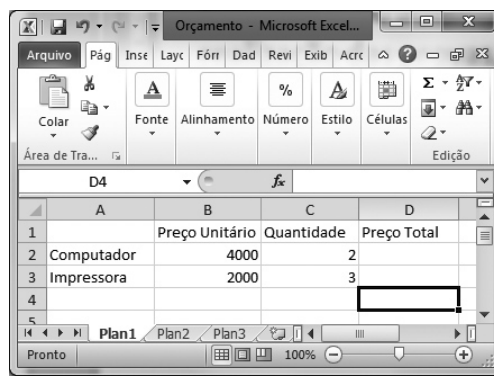 Orçamento - Microsoft Excel...
Arquivo Pág Inse Layc Fórr Dad Revi Exib Acrc
Colar Fonte Alinhamento Número Estilo Células
Área de Tra... Edição
D4 fx
A B C D
1 Preço Unitário Quantidade Preço Total
2 Computador 4000 2
3 Impressora 2000 3
4
5
Plan1 Plan2 Plan3
Pronto 100%